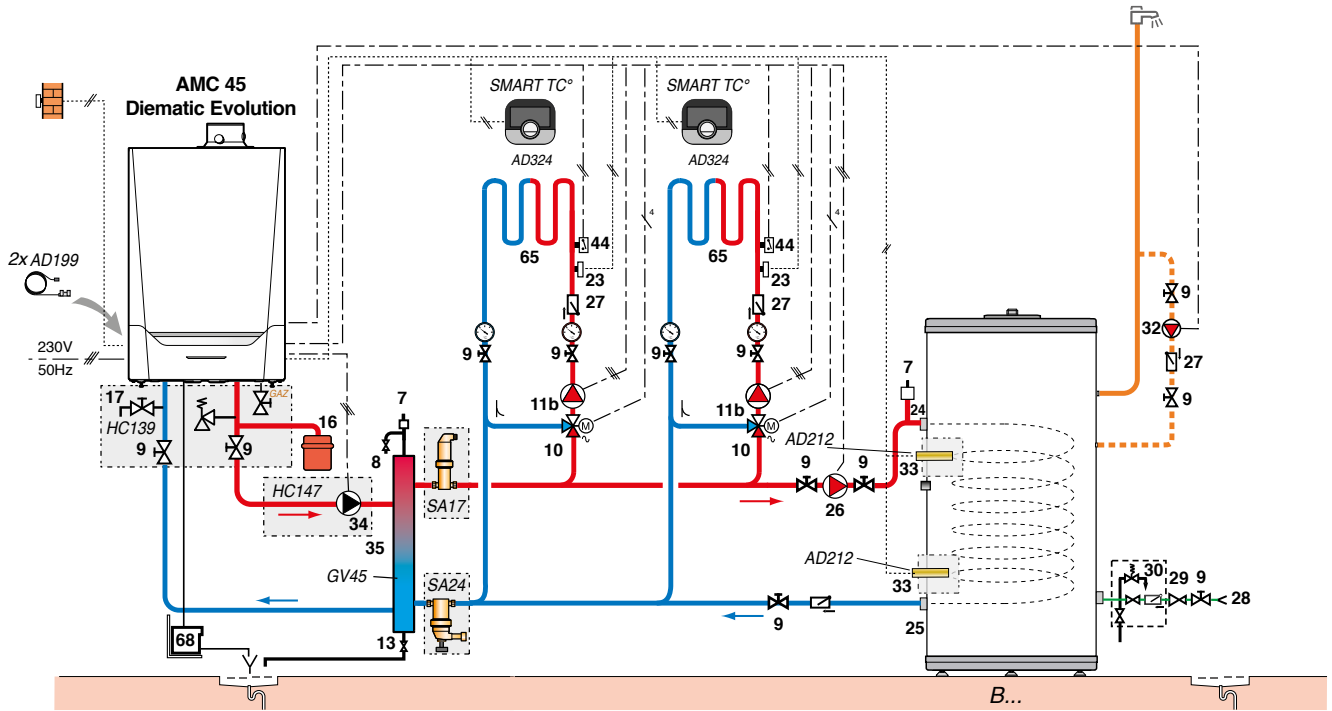 AMC 45
Diematic Evolution
SMART TC°
SMART TC°
AD324
AD324
2x AD199
230V
50Hz
4
4
65
44
65
44
23
23
27
27
9
9
9
9
11b
11b
M
M
~
~
10
10
9
32
27
9
17
HC139
9
GAZ
16
9
7
8
HC147
34
35
GV45
SA17
SA24
13
68
7
24
AD212
33
9
9
26
AD212
33
25
9
30
29
9
28
B...